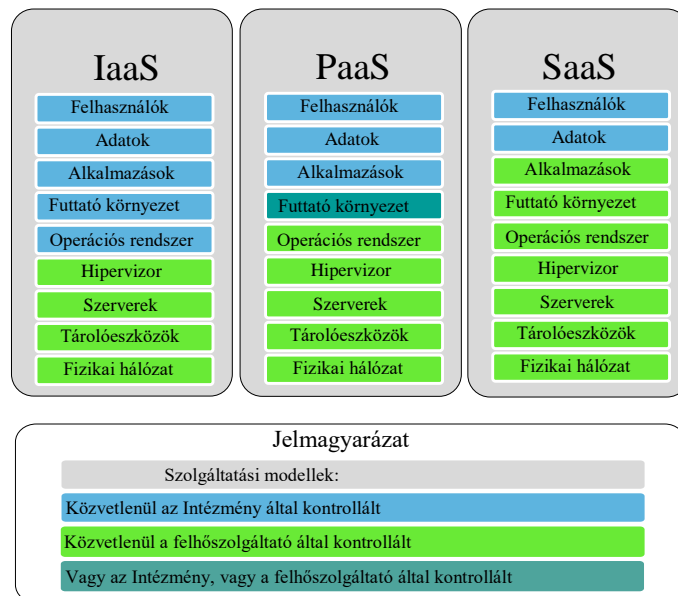 IaaS
Felhasználók
Adatok
Alkalmazások
Futtató környezet
Operációs rendszer
Hipervizor
Szerverek
Tárolóeszközök
Fizikai hálózat
PaaS
Felhasználók
Adatok
Alkalmazások
Futtató környezet
Operációs rendszer
Hipervizor
Szerverek
Tárolóeszközök
Fizikai hálózat
SaaS
Felhasználók
Adatok
Alkalmazások
Futtató környezet
Operációs rendszer
Hipervizor
Szerverek
Tárolóeszközök
Fizikai hálózat
Jelmagyarázat
Szolgáltatási modellek:
Közvetlenül az Intézmény által kontrollált
Közvetlenül a felhőszolgáltató által kontrollált
Vagy az Intézmény, vagy a felhőszolgáltató által kontrollált